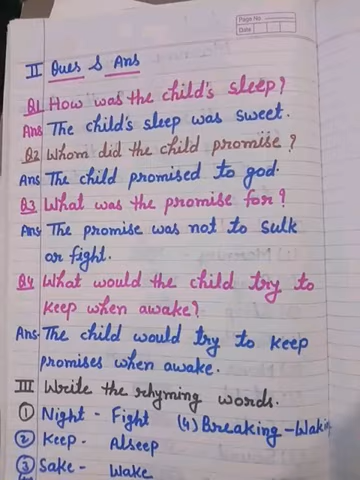 Page No.
Date
II Ques & Ans
Q1 How was the child's sleep?
Ans The child's sleep was sweet.
Q2 Whom did the child promise?
Ans The child promised to god.
Q3 What was the promise for?
Ans The promise was not to sulk
or fight.
Q4 What would the child try to
keep when awake?
Ans- The child would try to keep
promises when awake.
III Write the rhyming words.
① Night - Fight (4) Breaking - Waking
② Keep - Alseep
③ Sake - Wake